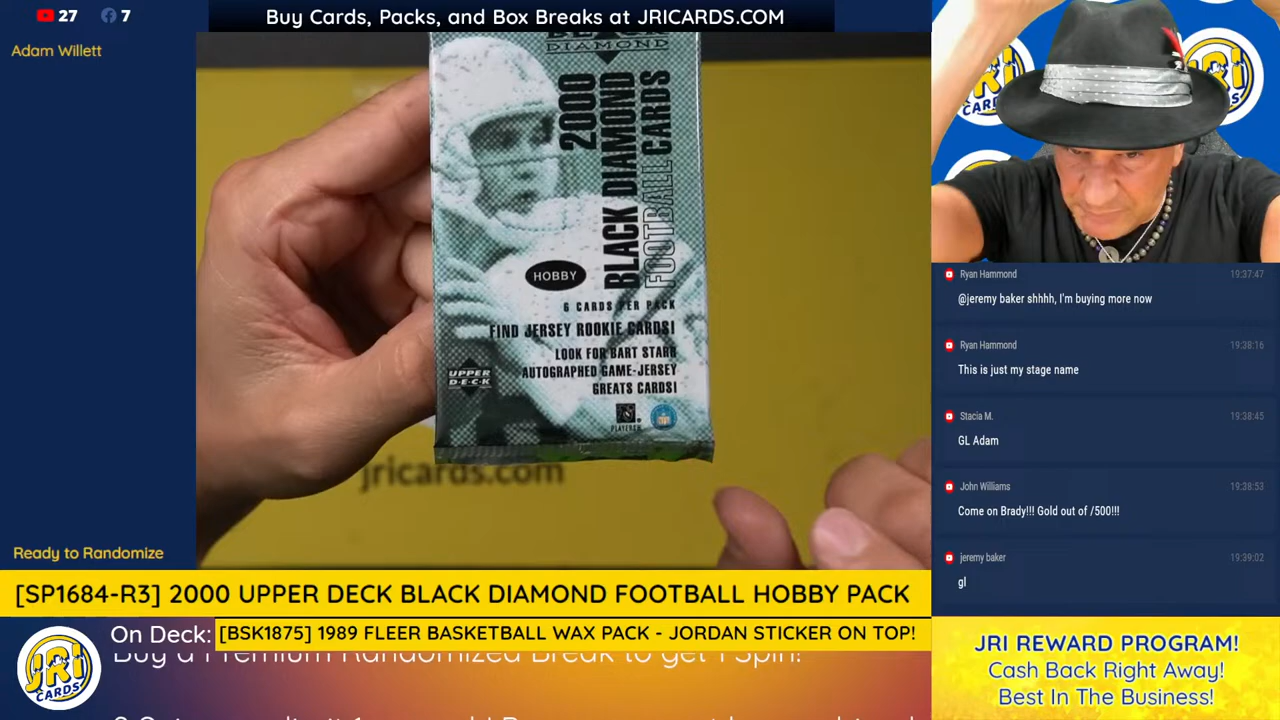 27
7
Buy Cards, Packs, and Box Breaks at JRICARDS.COM
Adam Willett
DIAMOND
2000
BLACK DIAMOND
FOOTBALL CARDS
HOBBY
6 CARDS PER PACK
FIND JERSEY ROOKIE CARDS!
LOOK FOR BART STARR
AUTOGRAPHED GAME-JERSEY
GREATS CARDS!
UPPER
DECK
PLAYERS
jricards.com
JRI
CARDS
Ryan Hammond 19:37:47
@jeremy baker shhhh, I'm buying more now
Ryan Hammond 19:38:16
This is just my stage name
Stacia M. 19:38:45
GL Adam
John Williams 19:38:53
Come on Brady!!! Gold out of /500!!!
jeremy baker 19:39:02
gl
Ready to Randomize
[SP1684-R3] 2000 UPPER DECK BLACK DIAMOND FOOTBALL HOBBY PACK
On Deck: [BSK1875] 1989 FLEER BASKETBALL WAX PACK - JORDAN STICKER ON TOP!
Buy a Premium Randomized Break to get 1 Spin!
JRI
CARDS
JRI REWARD PROGRAM!
Cash Back Right Away!
Best In The Business!